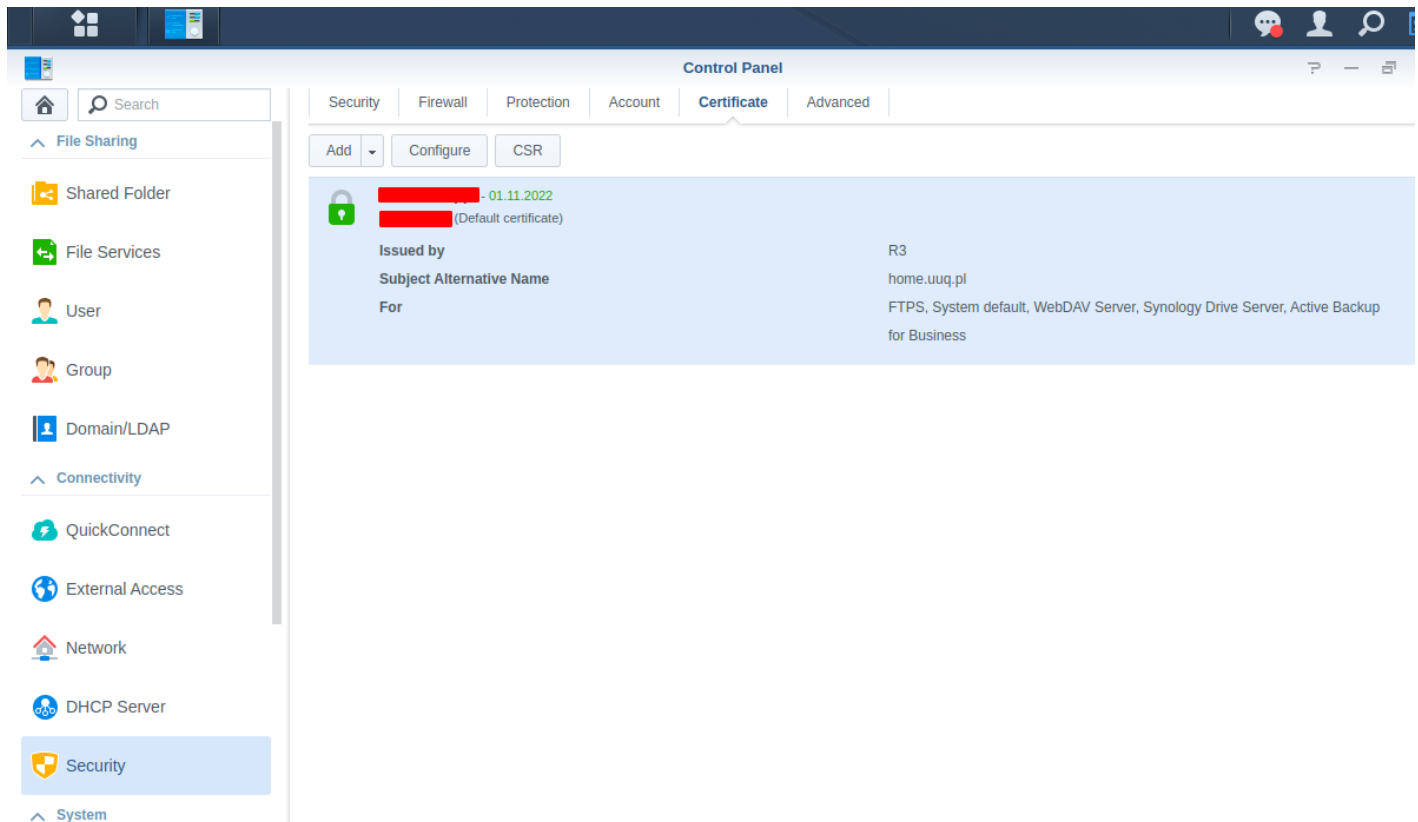 Control Panel
Search
File Sharing
Shared Folder
File Services
User
Group
Domain/LDAP
Connectivity
QuickConnect
External Access
Network
DHCP Server
Security
System
Security Firewall Protection Account Certificate Advanced
Add Configure CSR
- 01.11.2022
(Default certificate)
Issued by R3
Subject Alternative Name home.uuq.pl
For FTPS, System default, WebDAV Server, Synology Drive Server, Active Backup
for Business